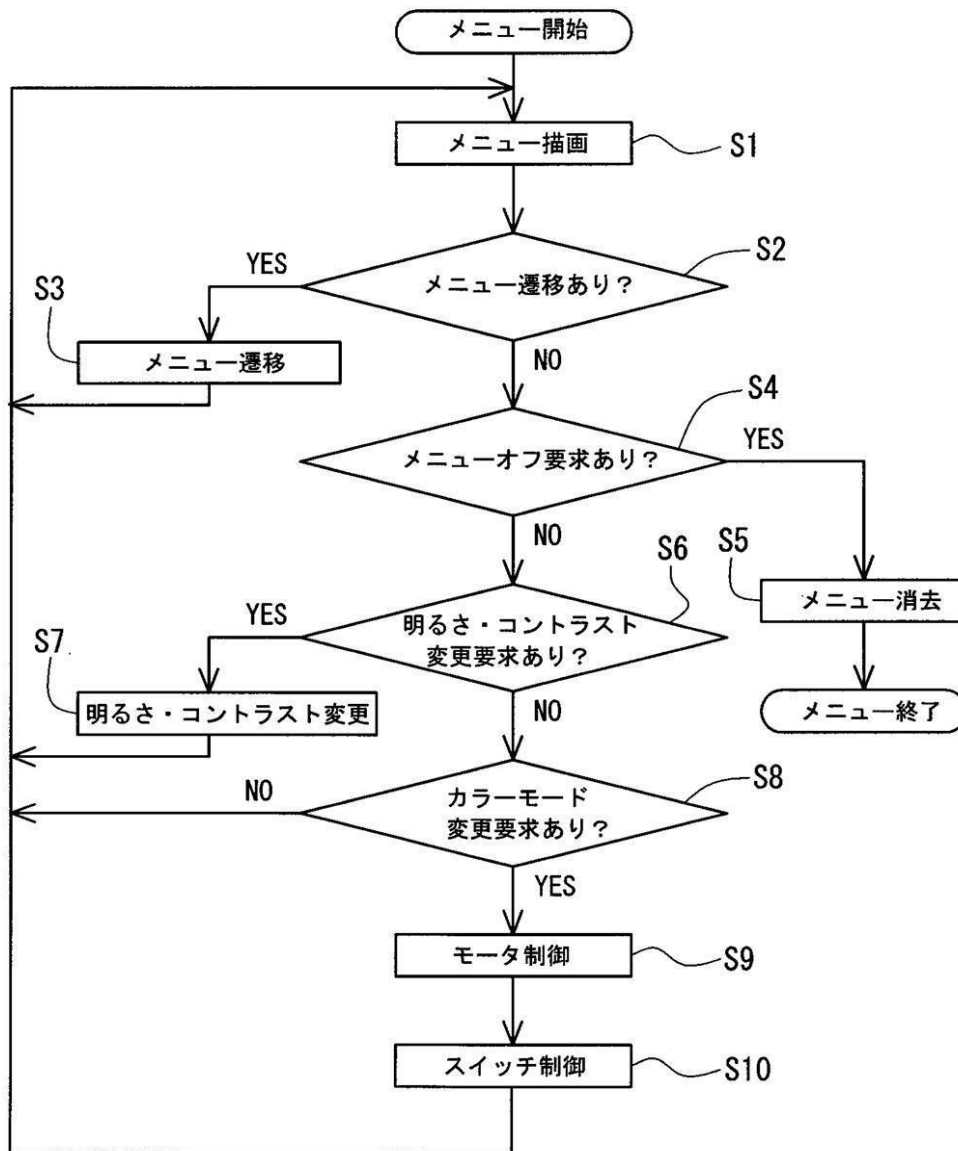 メニュー開始
メニュー描画
S1
メニュー遷移あり?
S2
YES
S3
メニュー遷移
NO
メニューオフ要求あり?
S4
YES
NO
S5
メニュー消去
S6
明るさ・コントラスト
変更要求あり?
YES
S7
明るさ・コントラスト変更
メニュー終了
NO
S8
カラーモード
変更要求あり?
NO
YES
モータ制御
S9
スイッチ制御
S10